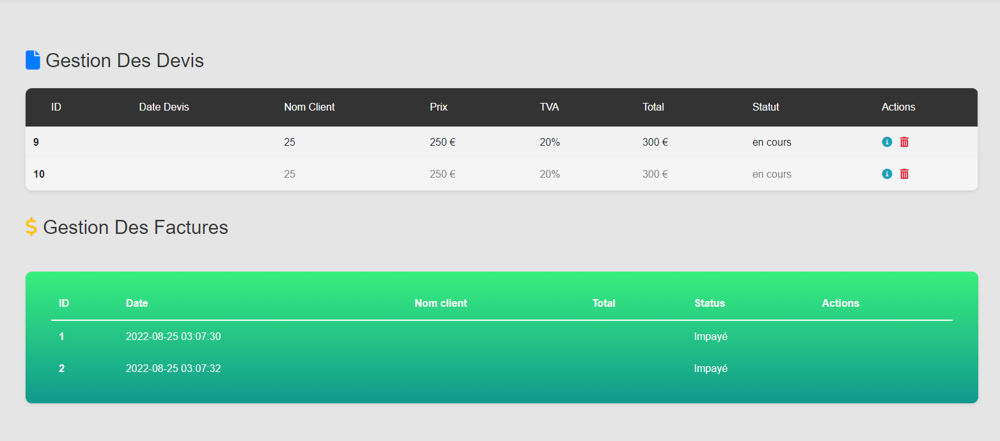 Gestion Des Devis
ID Date Devis Nom Client Prix TVA Total Statut Actions
9 25 250 € 20% 300 € en cours
10 25 250 € 20% 300 € en cours
Gestion Des Factures
ID Date Nom client Total Status Actions
1 2022-08-25 03:07:30 Impayé
2 2022-08-25 03:07:32 Impayé